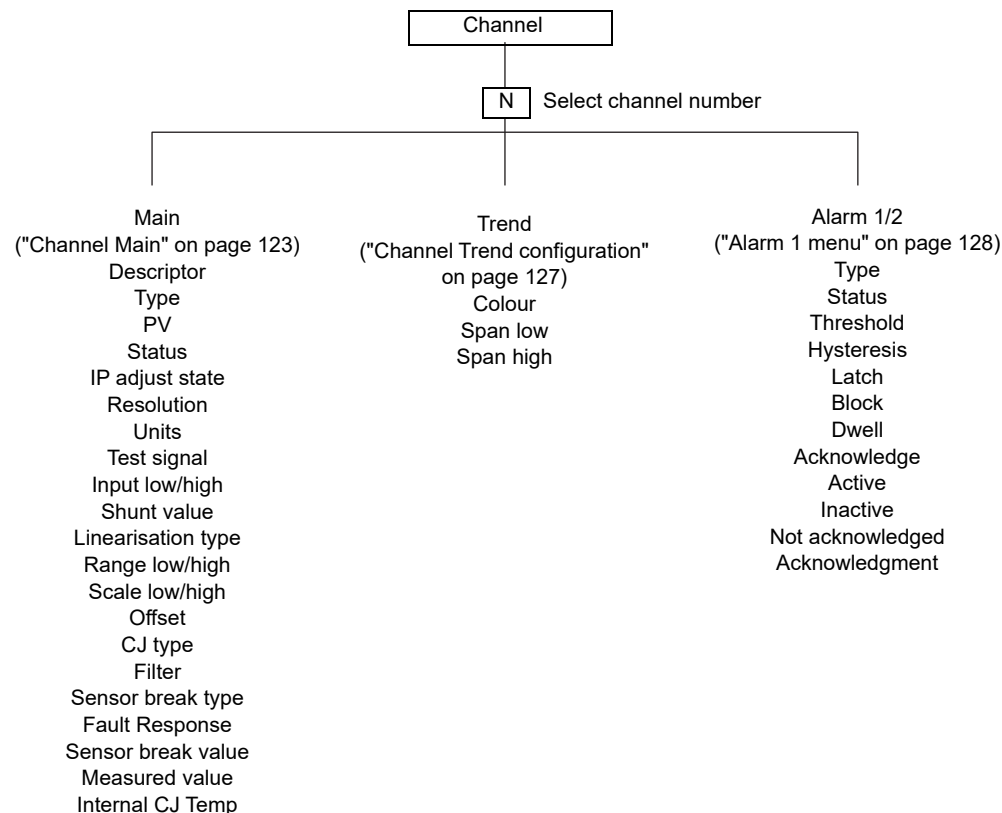 Channel
N
Select channel number
Main
("Channel Main" on page 123)
Descriptor
Type
PV
Status
IP adjust state
Resolution
Units
Test signal
Input low/high
Shunt value
Linearisation type
Range low/high
Scale low/high
Offset
CJ type
Filter
Sensor break type
Fault Response
Sensor break value
Measured value
Internal CJ Temp
Trend
("Channel Trend configuration"
on page 127)
Colour
Span low
Span high
Alarm 1/2
("Alarm 1 menu" on page 128)
Type
Status
Threshold
Hysteresis
Latch
Block
Dwell
Acknowledge
Active
Inactive
Not acknowledged
Acknowledgment